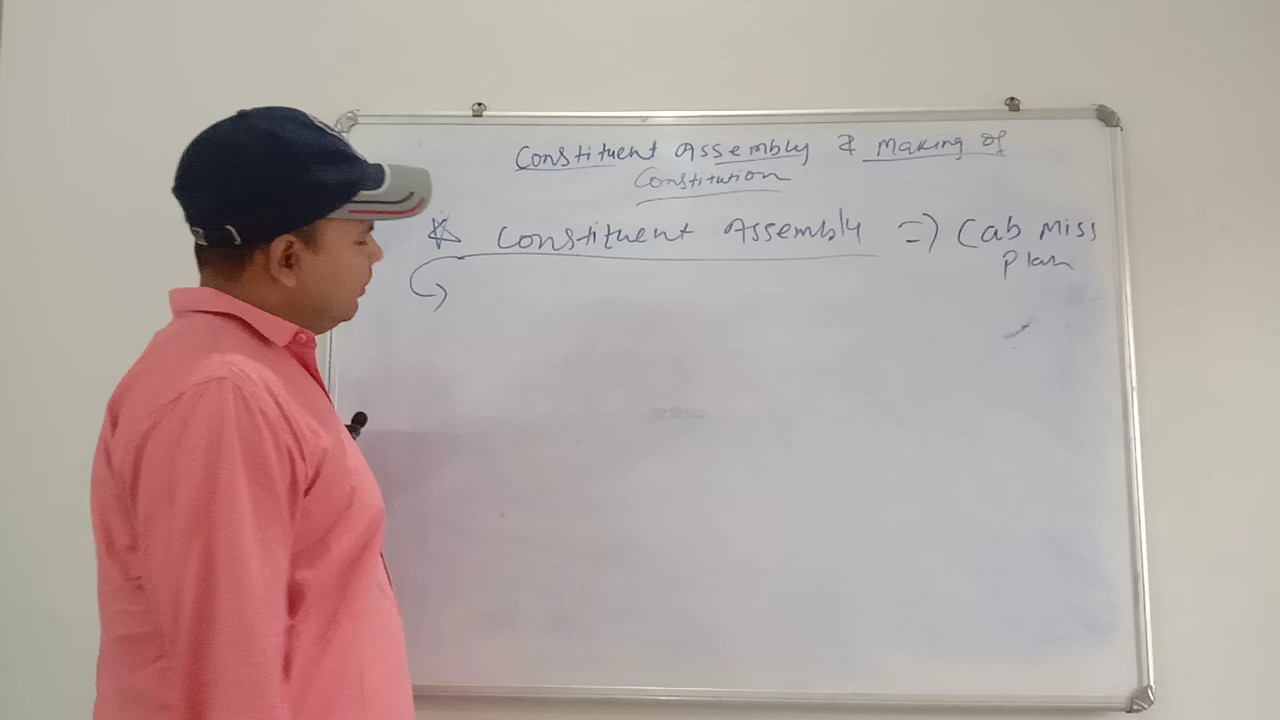 Constituent Assembly & Making of
Constitution
☆ Constituent Assembly => Cab Miss
Plan